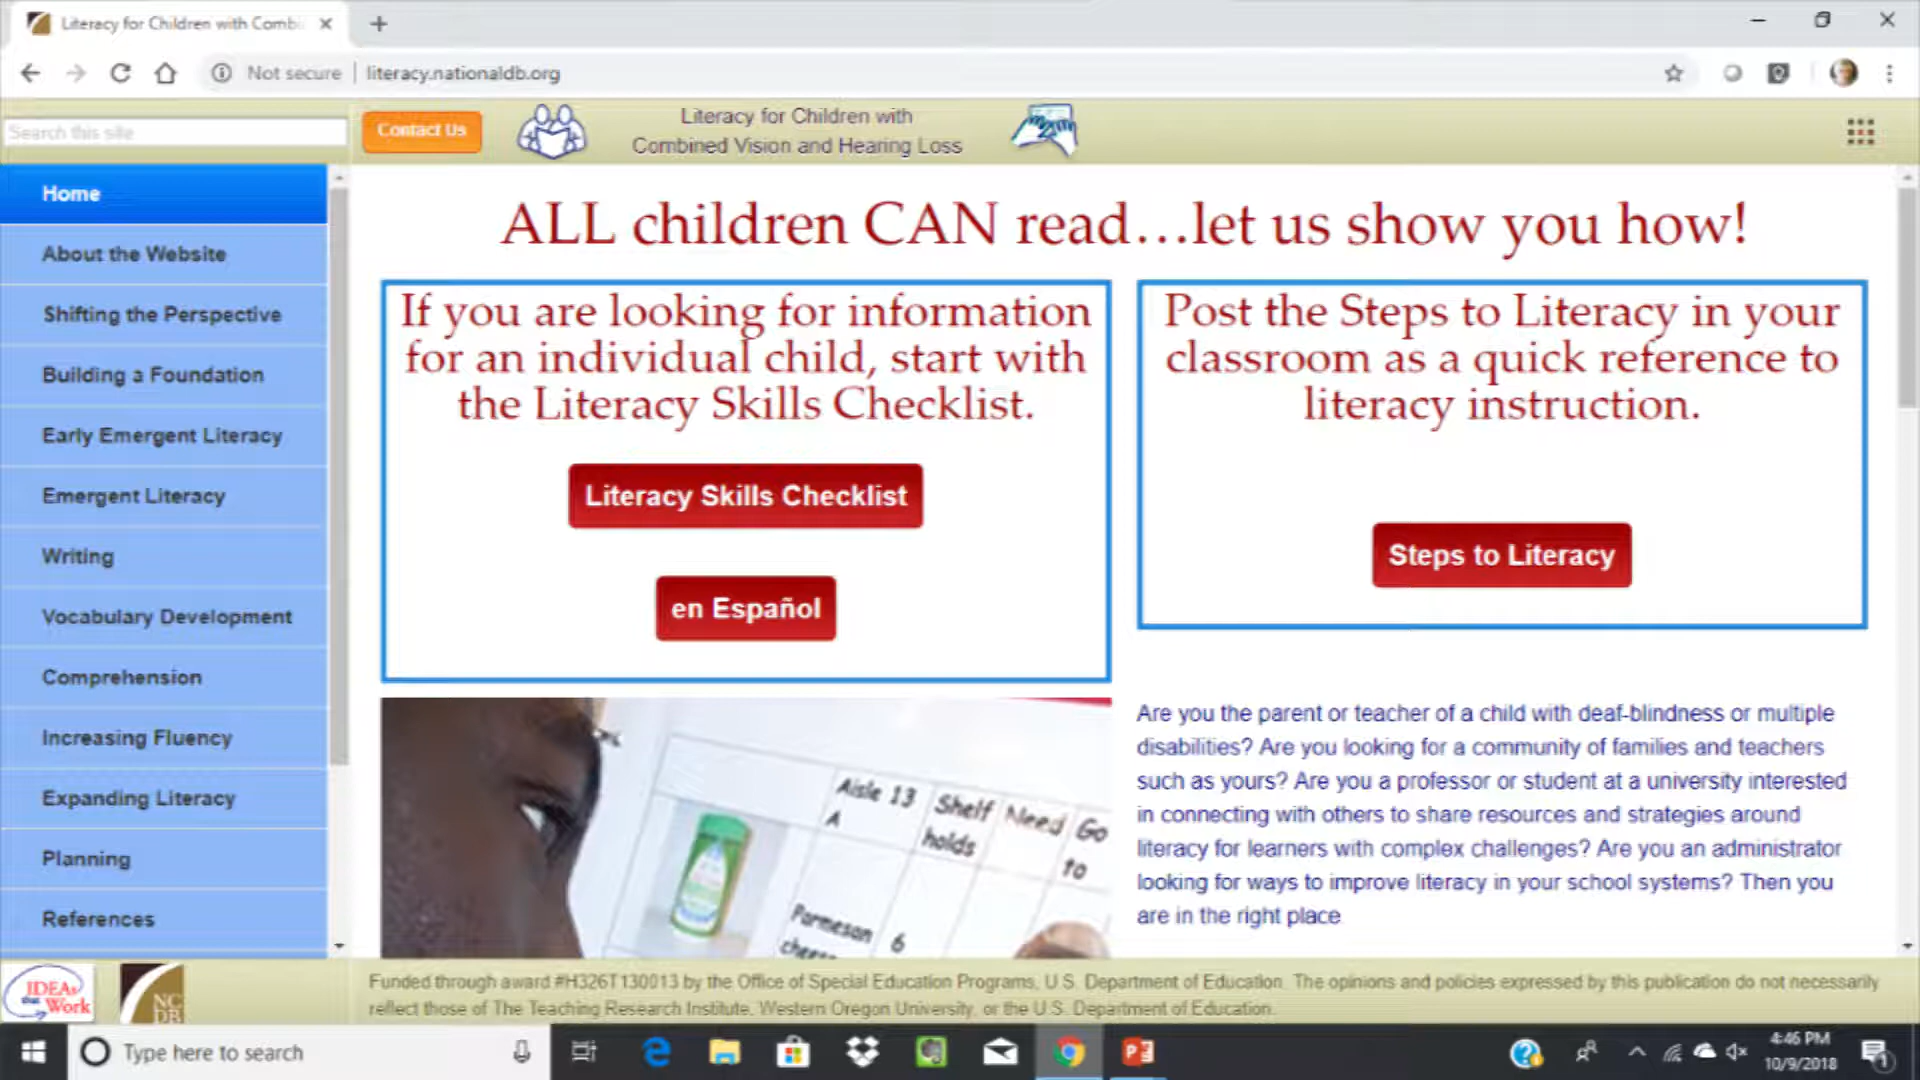 Literacy for Children with Comb
Not secure | literacy.nationaldb.org
Search this site
Contact Us
Literacy for Children with
Combined Vision and Hearing Loss
Home
About the Website
Shifting the Perspective
Building a Foundation
Early Emergent Literacy
Emergent Literacy
Writing
Vocabulary Development
Comprehension
Increasing Fluency
Expanding Literacy
Planning
References
ALL children CAN read...let us show you how!
If you are looking for information
for an individual child, start with
the Literacy Skills Checklist.
Literacy Skills Checklist
en Español
Post the Steps to Literacy in your
classroom as a quick reference to
literacy instruction.
Steps to Literacy
Aisle 13
A
Shelf
holds
Need
Go
to
Parmesan
6
Are you the parent or teacher of a child with deaf-blindness or multiple
disabilities? Are you looking for a community of families and teachers
such as yours? Are you a professor or student at a university interested
in connecting with others to share resources and strategies around
literacy for learners with complex challenges? Are you an administrator
looking for ways to improve literacy in your school systems? Then you
are in the right place
IDEAs
that
Work
NC
DB
Funded through award #H326T130013 by the Office of Special Education Programs, U.S. Department of Education. The opinions and policies expressed by this publication do not necessarily
reflect those of The Teaching Research Institute, Western Oregon University, or the U.S. Department of Education.
Type here to search
4:46 PM
10/9/2018
1